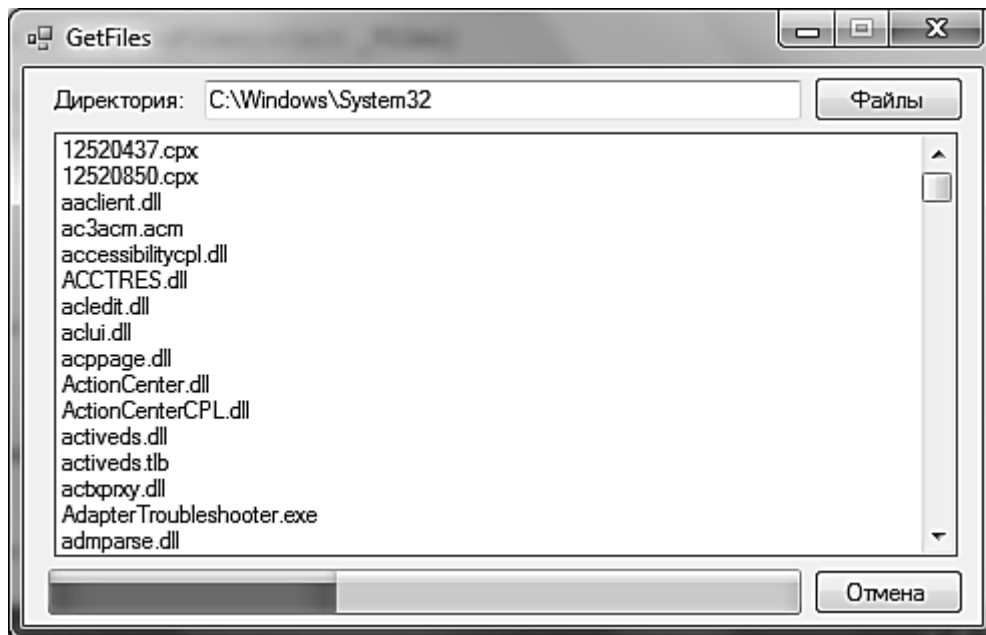 GetFiles
Директория: C:\Windows\System32 Файлы
12520437.cpx
12520850.cpx
aaclient.dll
ac3acm.acm
accessibilitycpl.dll
ACCTRES.dll
acledit.dll
aclui.dll
acppage.dll
ActionCenter.dll
ActionCenterCPL.dll
activeds.dll
activeds.tlb
actxprxy.dll
AdapterTroubleshooter.exe
admparse.dll
Отмена